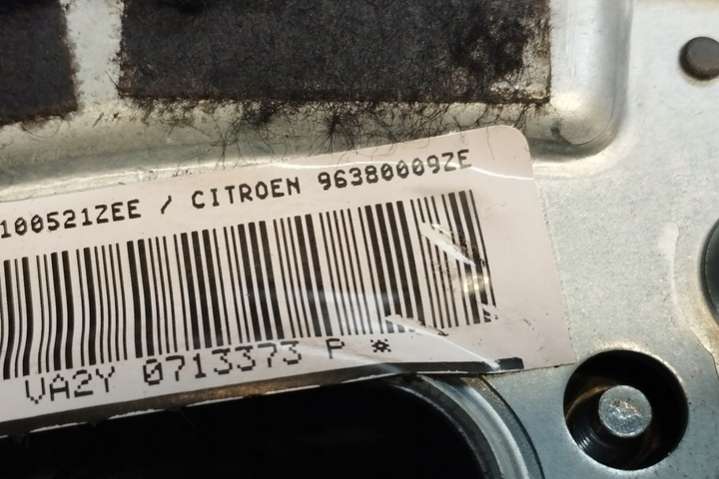 100521ZEE / CITROEN 96380009ZE
VA2Y 0713373 P *